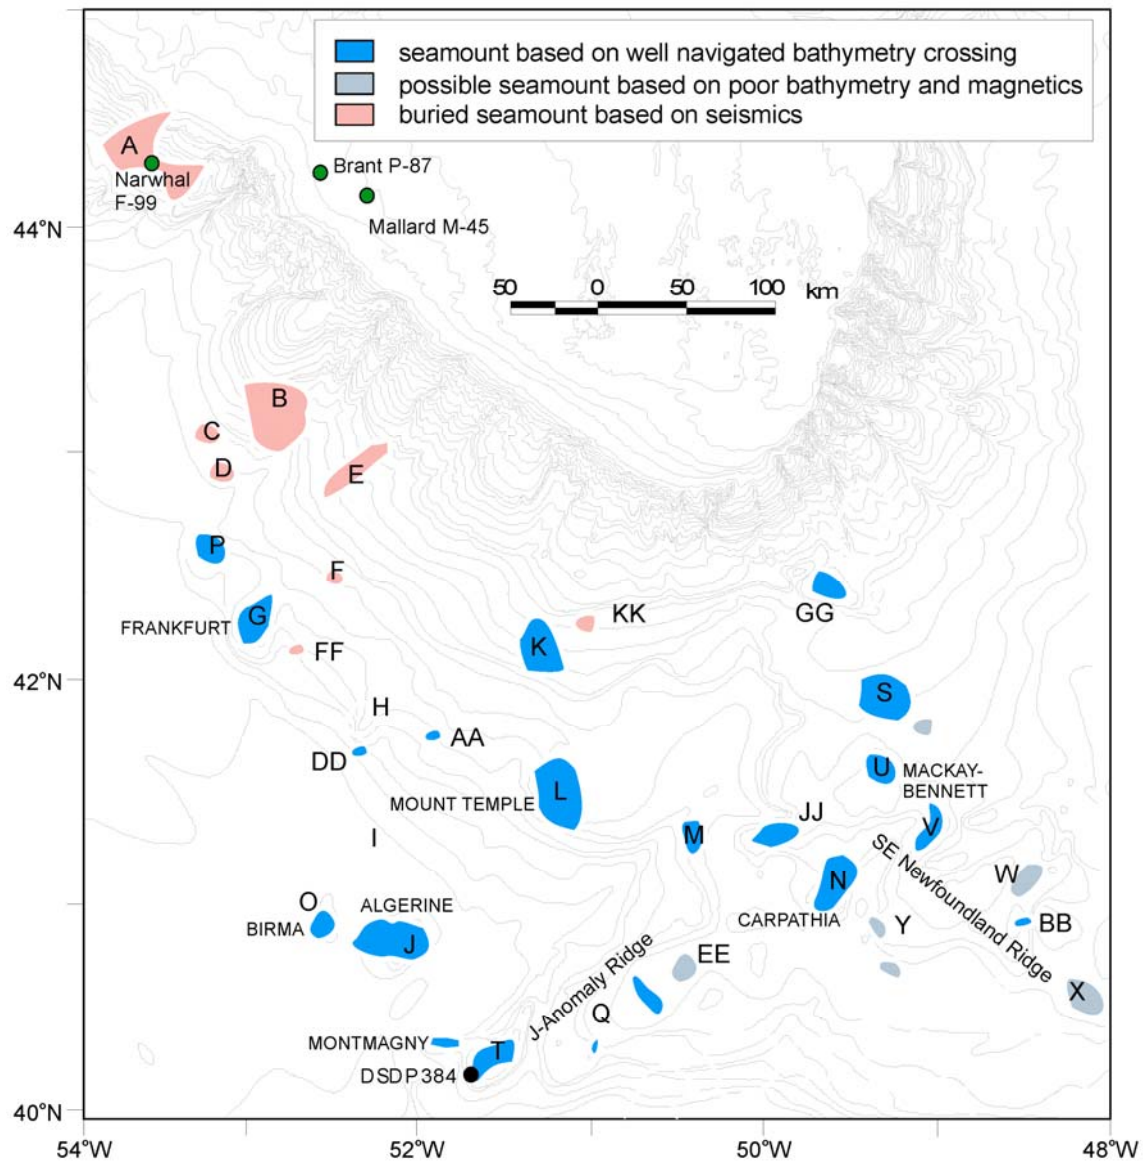 seamount based on well navigated bathymetry crossing
possible seamount based on poor bathymetry and magnetics
buried seamount based on seismics
A
Narwhal
F-99
Brant P-87
Mallard M-45
44°N
50 0 50 100 km
B
C
D
E
P
F
G
FRANKFURT
FF
KK
K
GG
42°N
S
H
AA
DD
U
MACKAY-
BENNETT
L
MOUNT TEMPLE
I
M
JJ
V
SE Newfoundland Ridge
W
N
CARPATHIA
O
BIRMA
ALGERINE
J
Y
BB
EE
X
J-Anomaly Ridge
Q
MONTMAGNY
T
DSDP 384
40°N
54°W
52°W
50°W
48°W